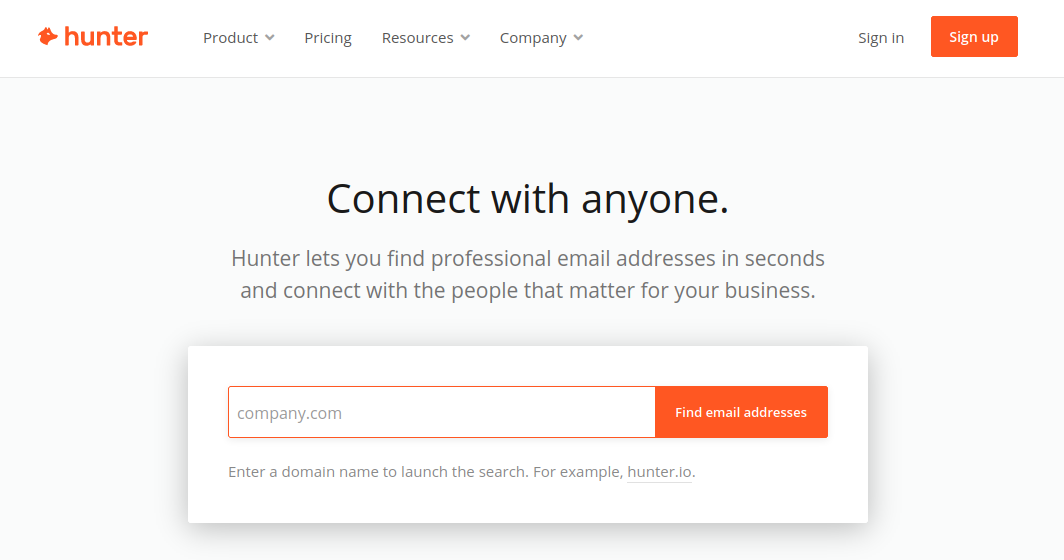 hunter
Product
Pricing
Resources
Company
Sign in
Sign up
Connect with anyone.
Hunter lets you find professional email addresses in seconds
and connect with the people that matter for your business.
company.com
Find email addresses
Enter a domain name to launch the search. For example, hunter.io.